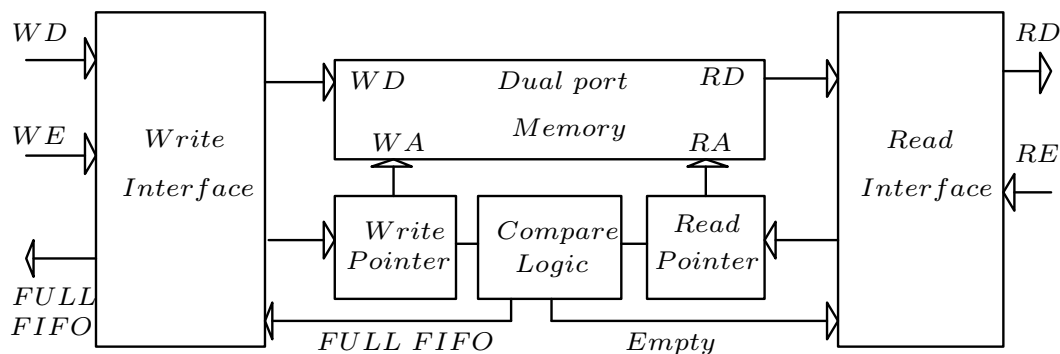 WD
WE
FULL
FIFO
Write
Interface
WD
Dual port
RD
Memory
WA
RA
Write
Pointer
Compare
Logic
Read
Pointer
FULL FIFO
Empty
Read
Interface
RD
RE